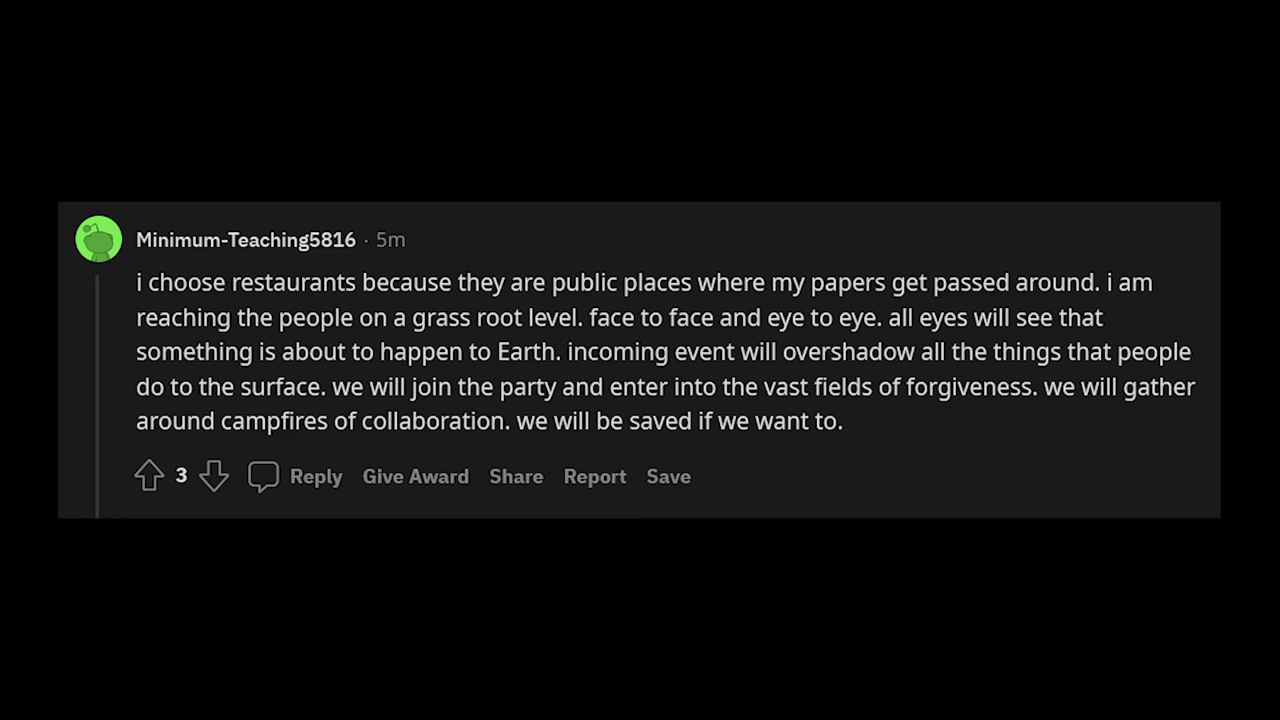 Minimum-Teaching5816 · 5m
i choose restaurants because they are public places where my papers get passed around. i am
reaching the people on a grass root level. face to face and eye to eye. all eyes will see that
something is about to happen to Earth. incoming event will overshadow all the things that people
do to the surface. we will join the party and enter into the vast fields of forgiveness. we will gather
around campfires of collaboration. we will be saved if we want to.
3 Reply Give Award Share Report Save